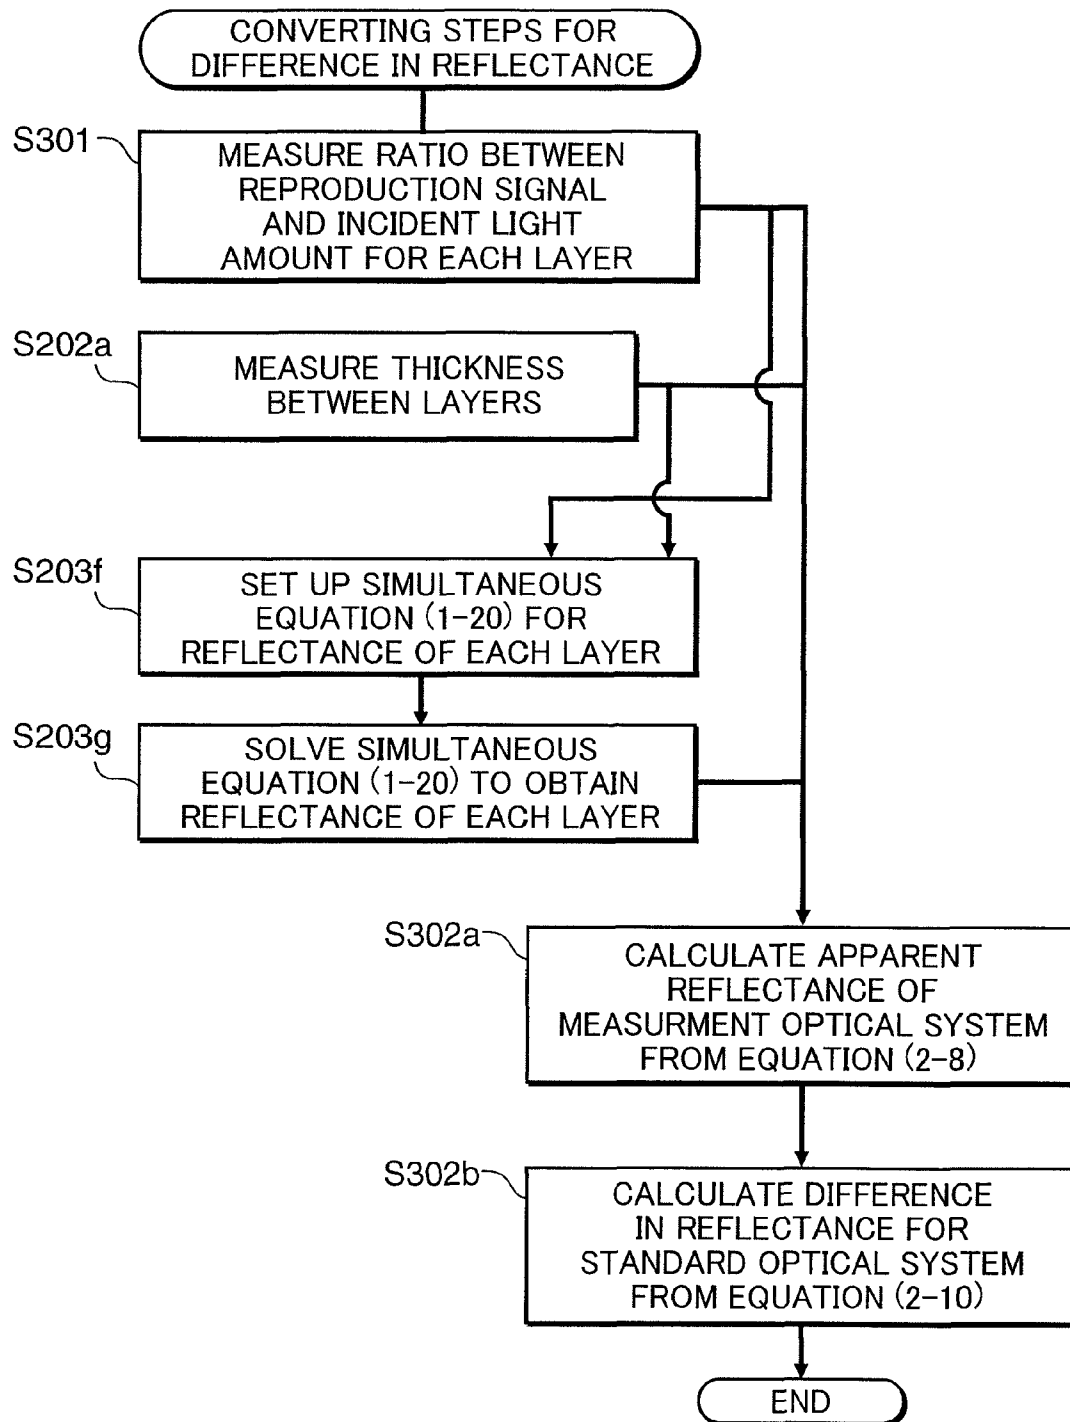 CONVERTING STEPS FOR
DIFFERENCE IN REFLECTANCE
S301
MEASURE RATIO BETWEEN
REPRODUCTION SIGNAL
AND INCIDENT LIGHT
AMOUNT FOR EACH LAYER
S202a
MEASURE THICKNESS
BETWEEN LAYERS
S203f
SET UP SIMULTANEOUS
EQUATION (1-20) FOR
REFLECTANCE OF EACH LAYER
S203g
SOLVE SIMULTANEOUS
EQUATION (1-20) TO OBTAIN
REFLECTANCE OF EACH LAYER
S302a
CALCULATE APPARENT
REFLECTANCE OF
MEASURMENT OPTICAL SYSTEM
FROM EQUATION (2-8)
S302b
CALCULATE DIFFERENCE
IN REFLECTANCE FOR
STANDARD OPTICAL SYSTEM
FROM EQUATION (2-10)
END